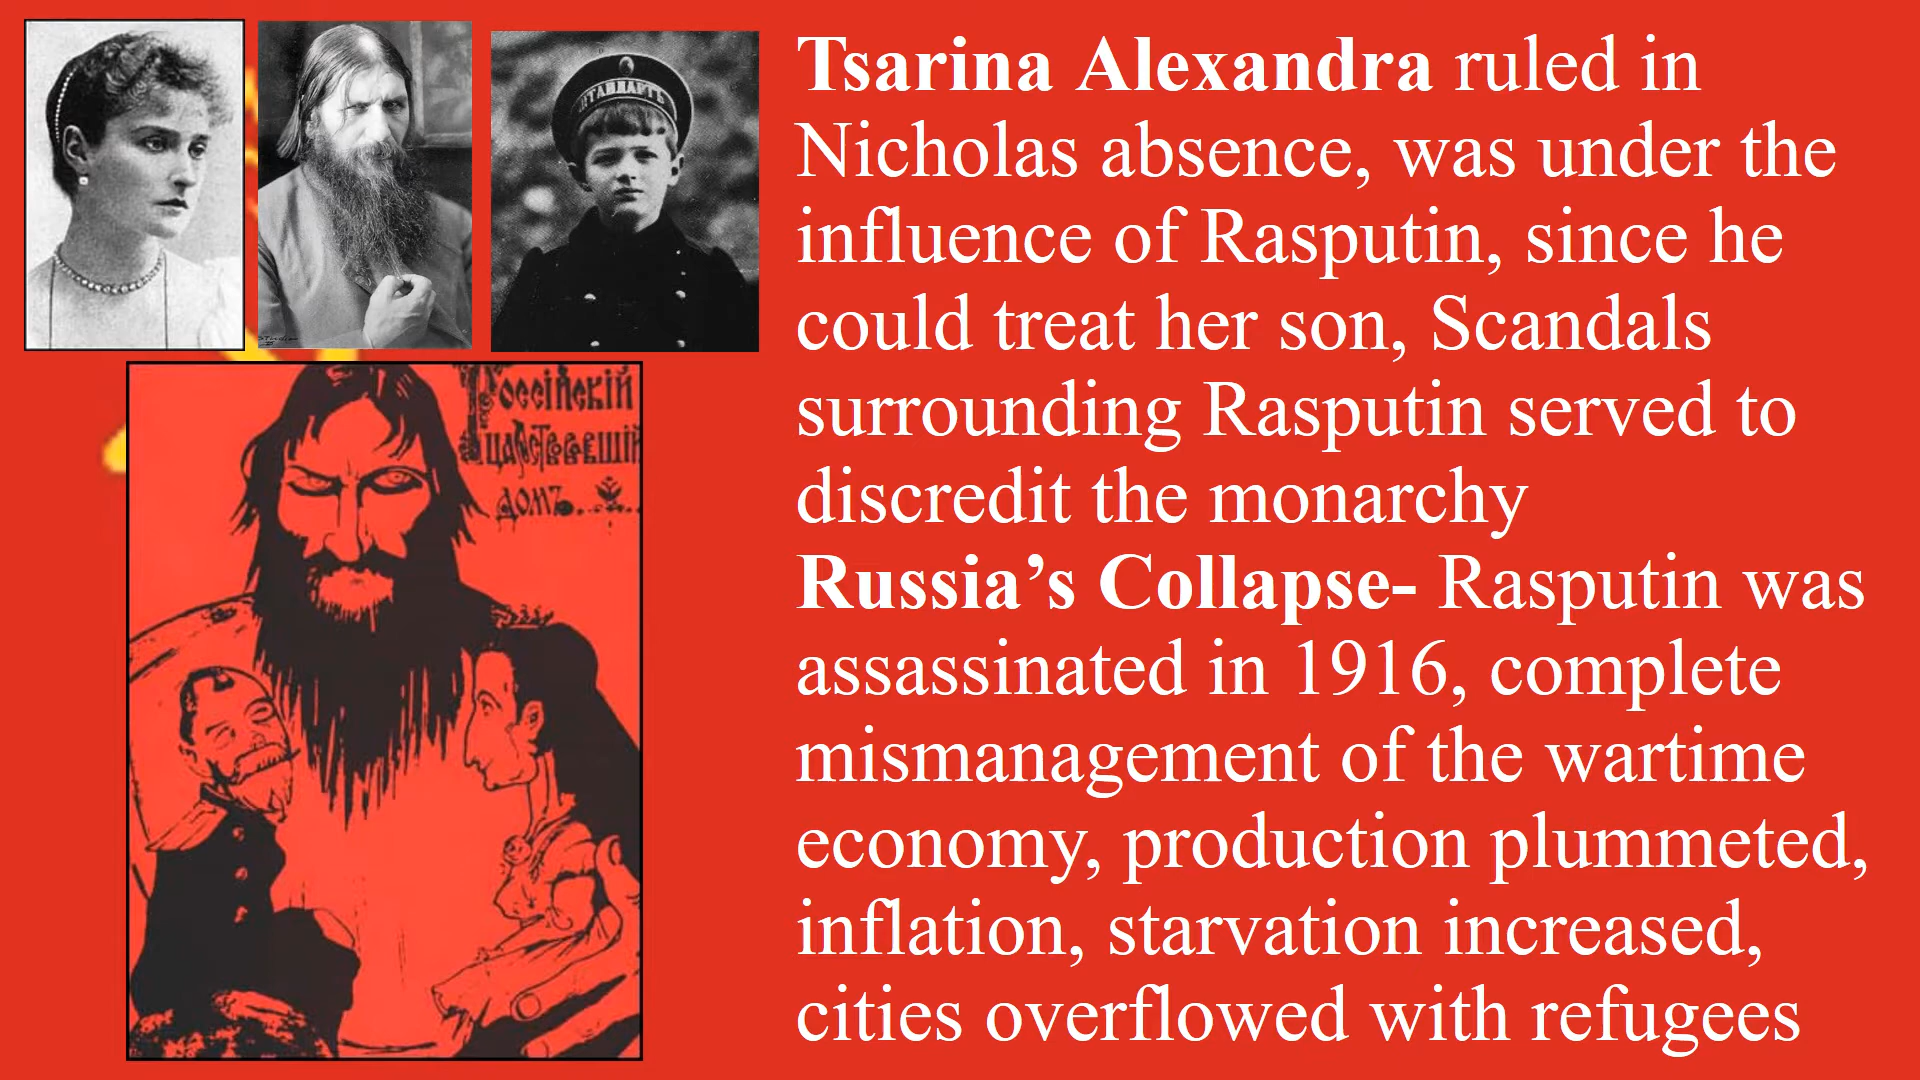 Tsarina Alexandra ruled in
Nicholas absence, was under the
influence of Rasputin, since he
could treat her son, Scandals
surrounding Rasputin served to
discredit the monarchy
Russia’s Collapse- Rasputin was
assassinated in 1916, complete
mismanagement of the wartime
economy, production plummeted,
inflation, starvation increased,
cities overflowed with refugees
ТАНДАРТЪ
Россійскій
домъ....